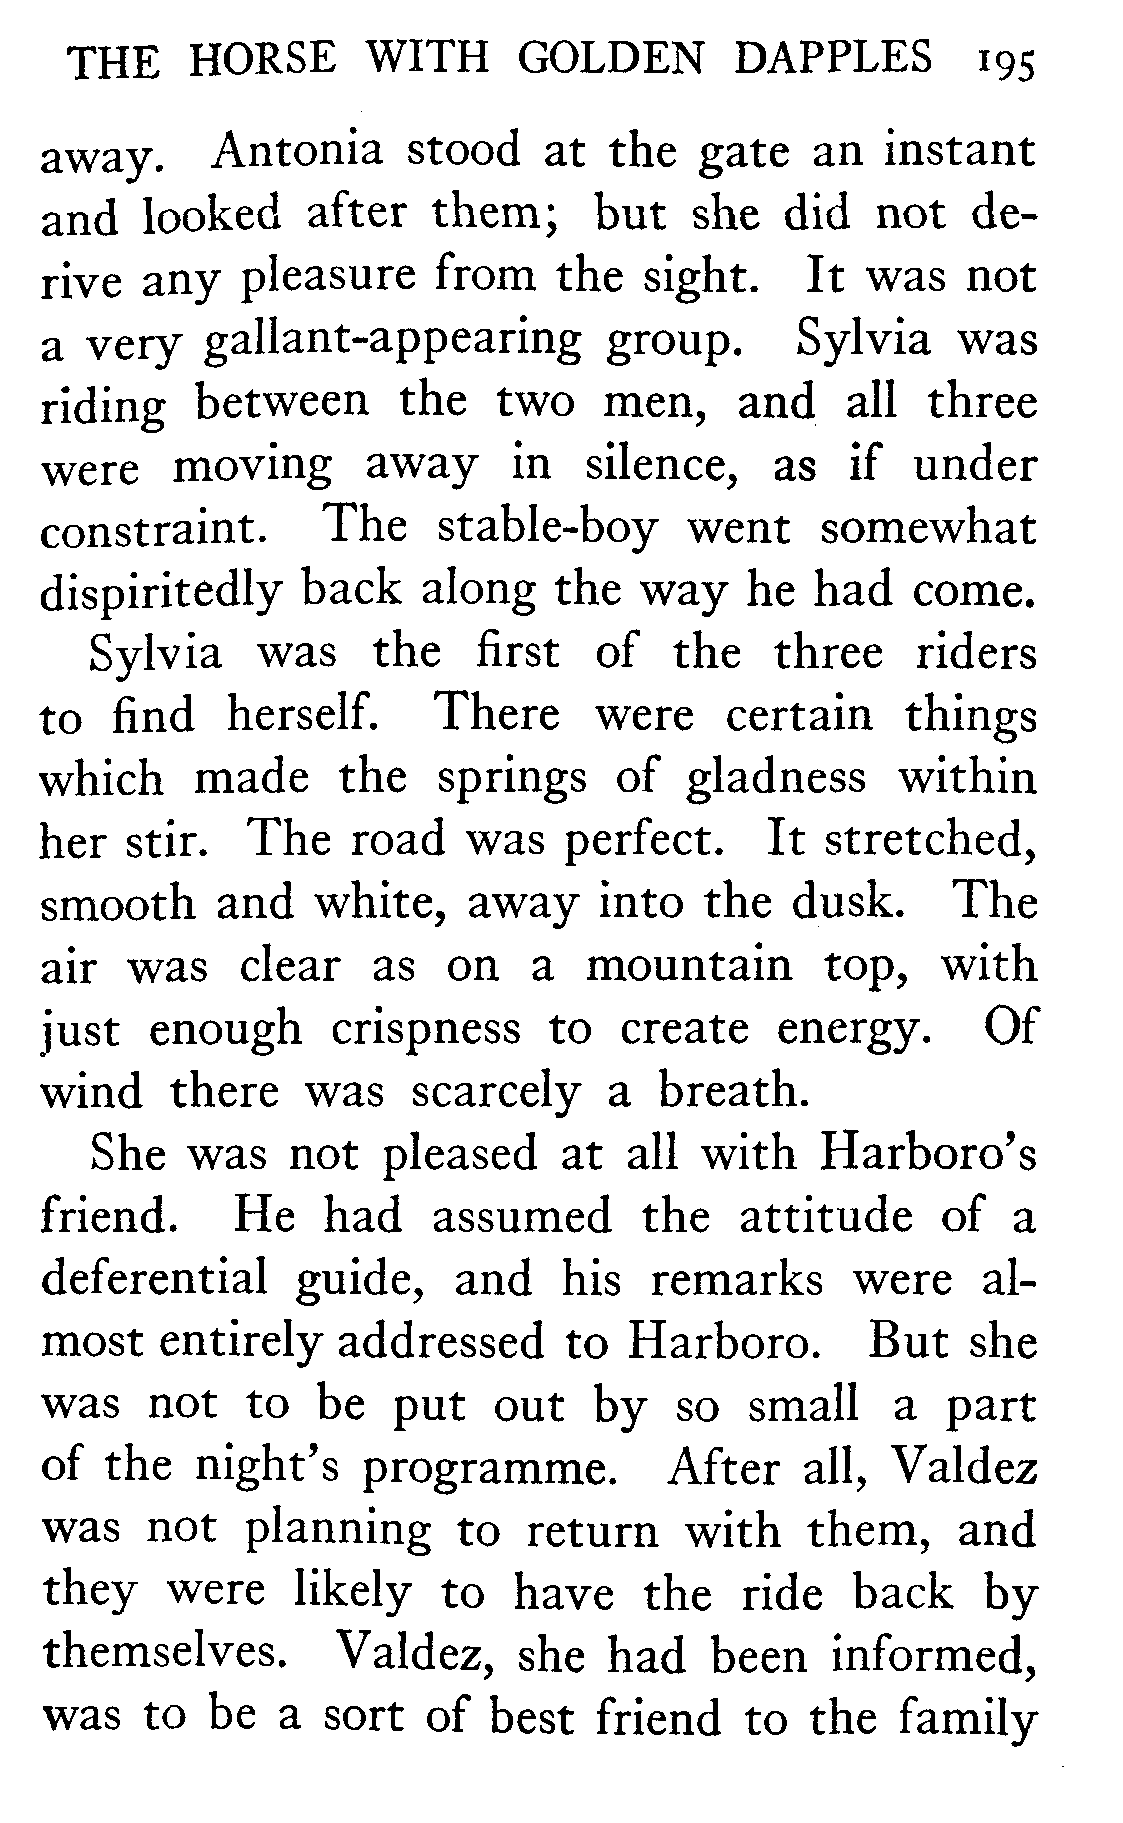 THE HORSE WITH GOLDEN DAPPLES 195
away. Antonia stood at the gate an instant
and looked after them; but she did not de-
rive any pleasure from the sight. It was not
a very gallant-appearing group. Sylvia was
riding between the two men, and all three
were moving away in silence, as if under
constraint. The stable-boy went somewhat
dispiritedly back along the way he had come.
Sylvia was the first of the three riders
to find herself. There were certain things
which made the springs of gladness within
her stir. The road was perfect. It stretched,
smooth and white, away into the dusk. The
air was clear as on a mountain top, with
just enough crispness to create energy. Of
wind there was scarcely a breath.
She was not pleased at all with Harboro’s
friend. He had assumed the attitude of a
deferential guide, and his remarks were al-
most entirely addressed to Harboro. But she
was not to be put out by so small a part
of the night’s programme. After all, Valdez
was not planning to return with them, and
they were likely to have the ride back by
themselves. Valdez, she had been informed,
was to be a sort of best friend to the family